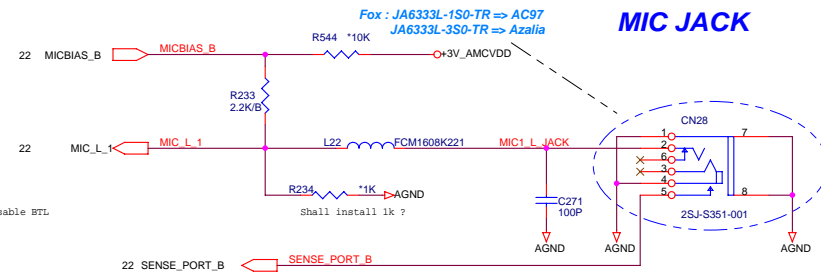 Fox : JA6333L-1S0-TR => AC97
JA6333L-3S0-TR => Azalia
MIC JACK
22 MICBIAS_B
MICBIAS_B
R544 *10K
+3V_AMCVDD
R233
2.2K/B
CN28
22 MIC_L_1
MIC_L_1
L22
FCM1608K221
MIC1_L_JACK
1
2
6
3
4
5
7
8
R234 *1K
AGND
C271
100P
2SJ-S351-001
sable BTL
Shall install 1k ?
AGND
AGND
AGND
22 SENSE_PORT_B
SENSE_PORT_B